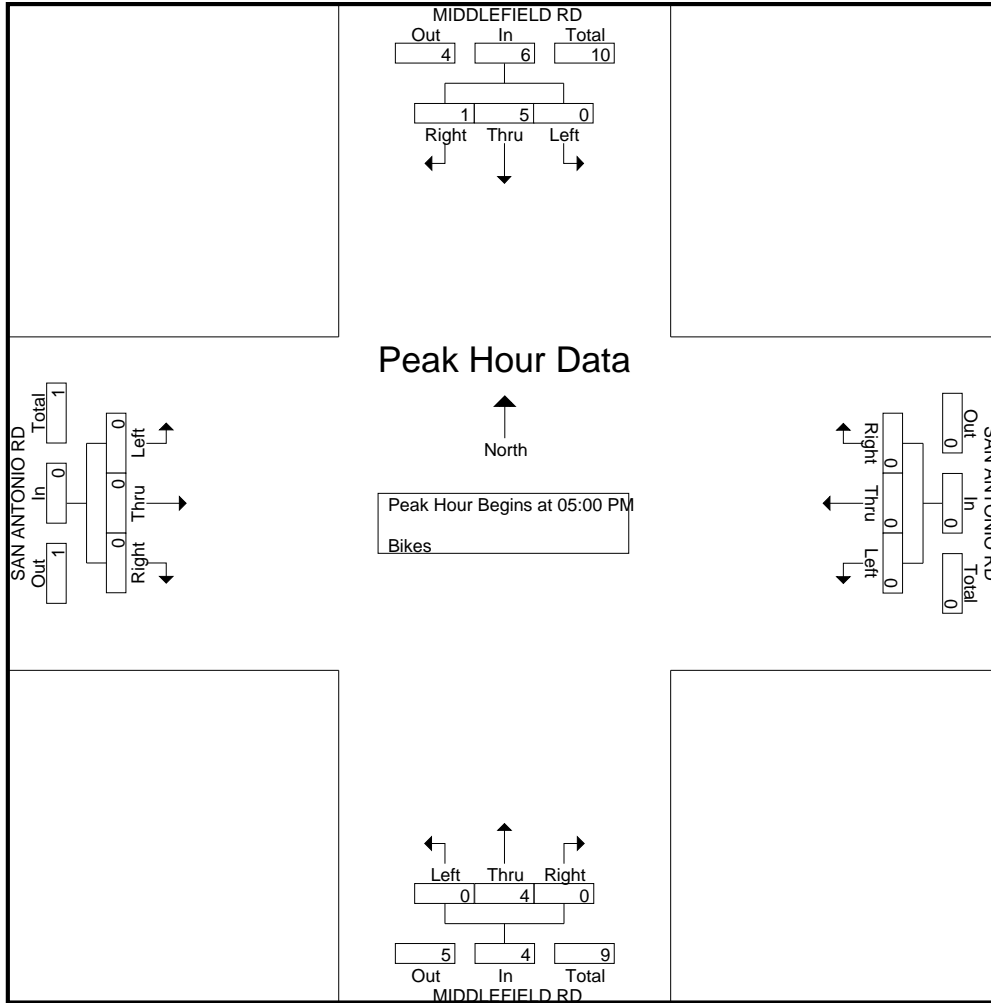 MIDDLEFIELD RD
Out In Total
4 6 10
1 5 0
Right Thru Left
Peak Hour Data
North
Peak Hour Begins at 05:00 PM
Bikes
SAN ANTONIO RD
Out In Total
1 0 1
Right Thru Left
0 0 0
SAN ANTONIO RD
Out In Total
0 0 0
Right Thru Left
0 0 0
Left Thru Right
0 4 0
5 4 9
Out In Total
MIDDLEFIELD RD